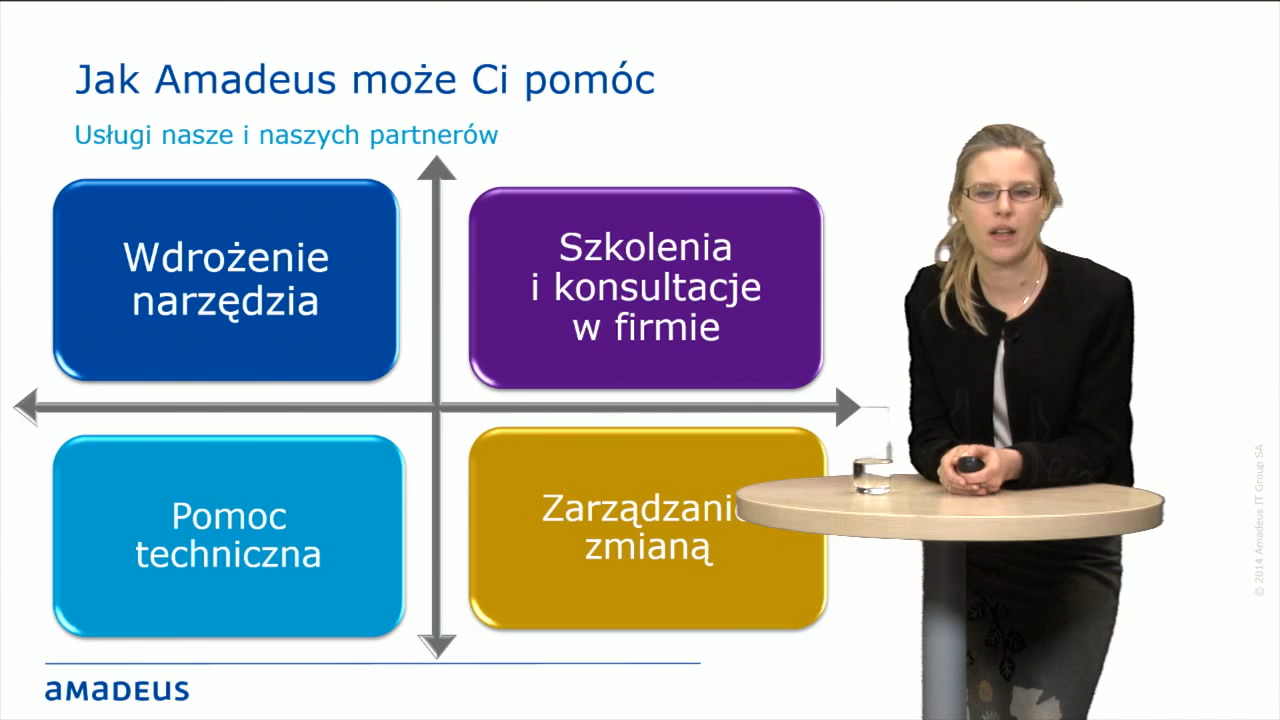 Jak Amadeus może Ci pomóc
Usługi nasze i naszych partnerów
Wdrożenie
narzędzia
Szkolenia
i konsultacje
w firmie
Pomoc
techniczna
Zarządzani
zmianą
amadeus
© 2014 Amadeus IT Group SA